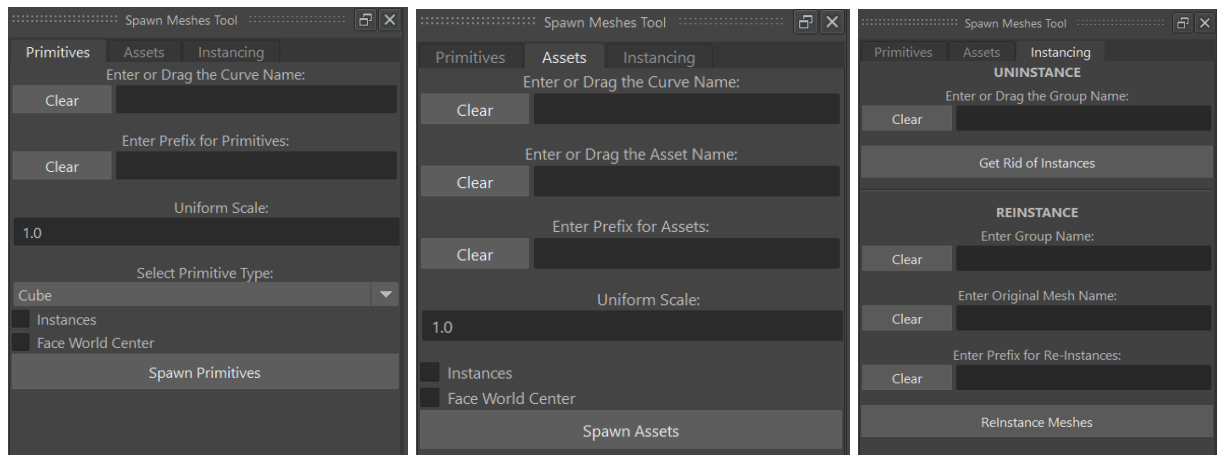 Spawn Meshes Tool
Primitives Assets Instancing
Enter or Drag the Curve Name:
Clear
Enter Prefix for Primitives:
Clear
Uniform Scale:
1.0
Select Primitive Type:
Cube
Instances
Face World Center
Spawn Primitives
Spawn Meshes Tool
Primitives Assets Instancing
Enter or Drag the Curve Name:
Clear
Enter or Drag the Asset Name:
Clear
Enter Prefix for Assets:
Clear
Uniform Scale:
1.0
Instances
Face World Center
Spawn Assets
Spawn Meshes Tool
Primitives Assets Instancing
UNINSTANCE
Enter or Drag the Group Name:
Clear
Get Rid of Instances
REINSTANCE
Enter Group Name:
Clear
Enter Original Mesh Name:
Clear
Enter Prefix for Re-Instances:
Clear
ReInstance Meshes